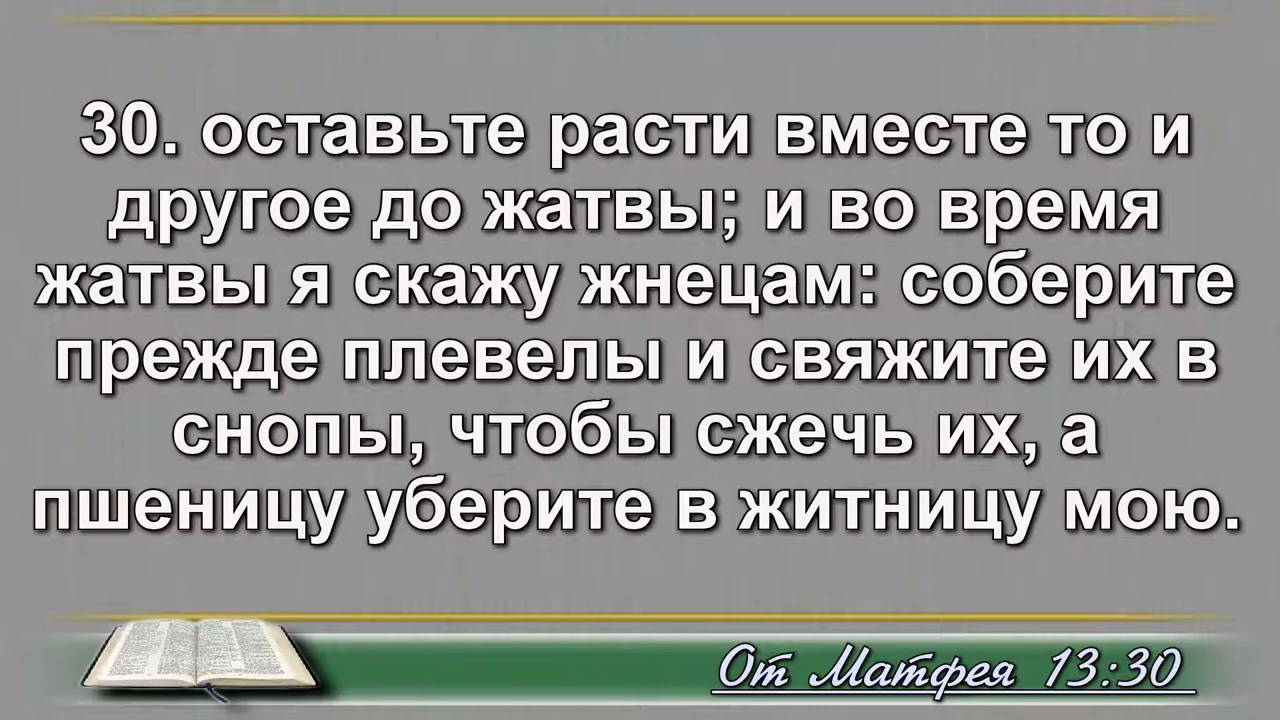 30. оставьте расти вместе то и
другое до жатвы; и во время
жатвы я скажу жнецам: соберите
прежде плевелы и свяжите их в
снопы, чтобы сжечь их, а
пшеницу уберите в житницу мою.
От Матфея 13:30